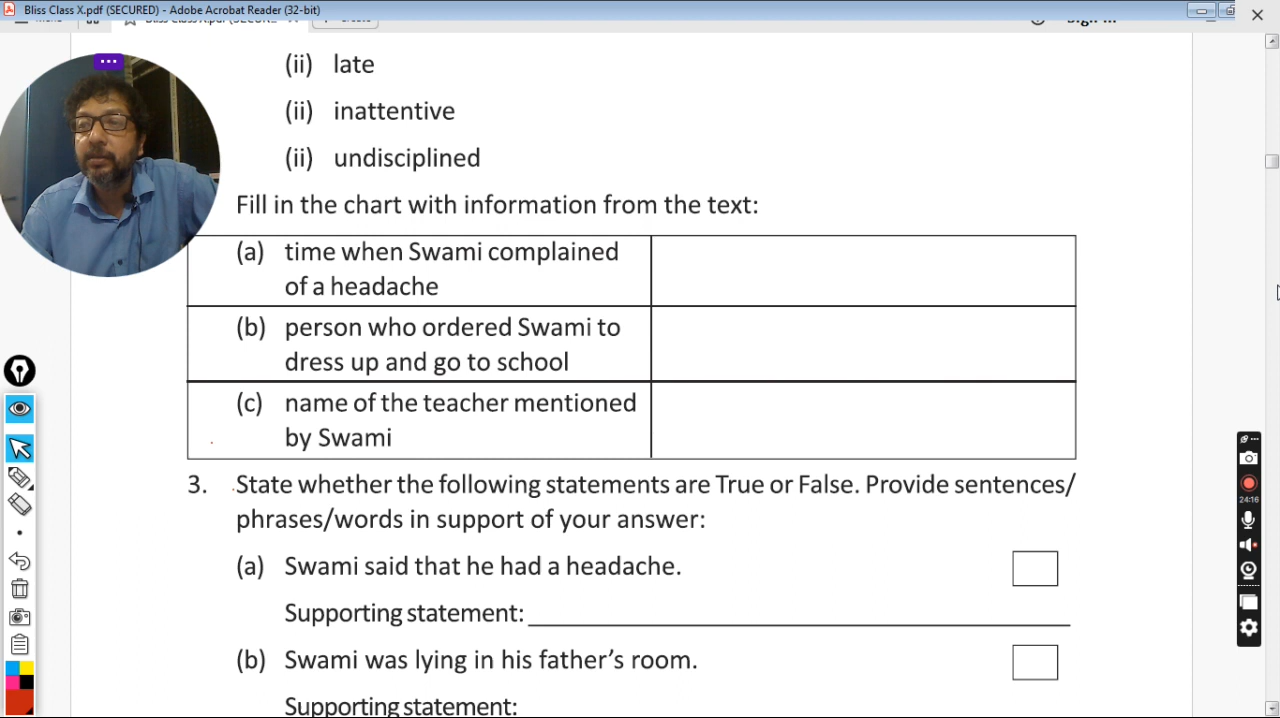 Bliss Class X.pdf (SECURED) - Adobe Acrobat Reader (32-bit)
(ii) late
(ii) inattentive
(ii) undisciplined
Fill in the chart with information from the text:
(a) time when Swami complained
of a headache
(b) person who ordered Swami to
dress up and go to school
(c) name of the teacher mentioned
by Swami
3. State whether the following statements are True or False. Provide sentences/
phrases/words in support of your answer:
(a) Swami said that he had a headache.
Supporting statement:
(b) Swami was lying in his father's room.
Supporting statement:
24:16